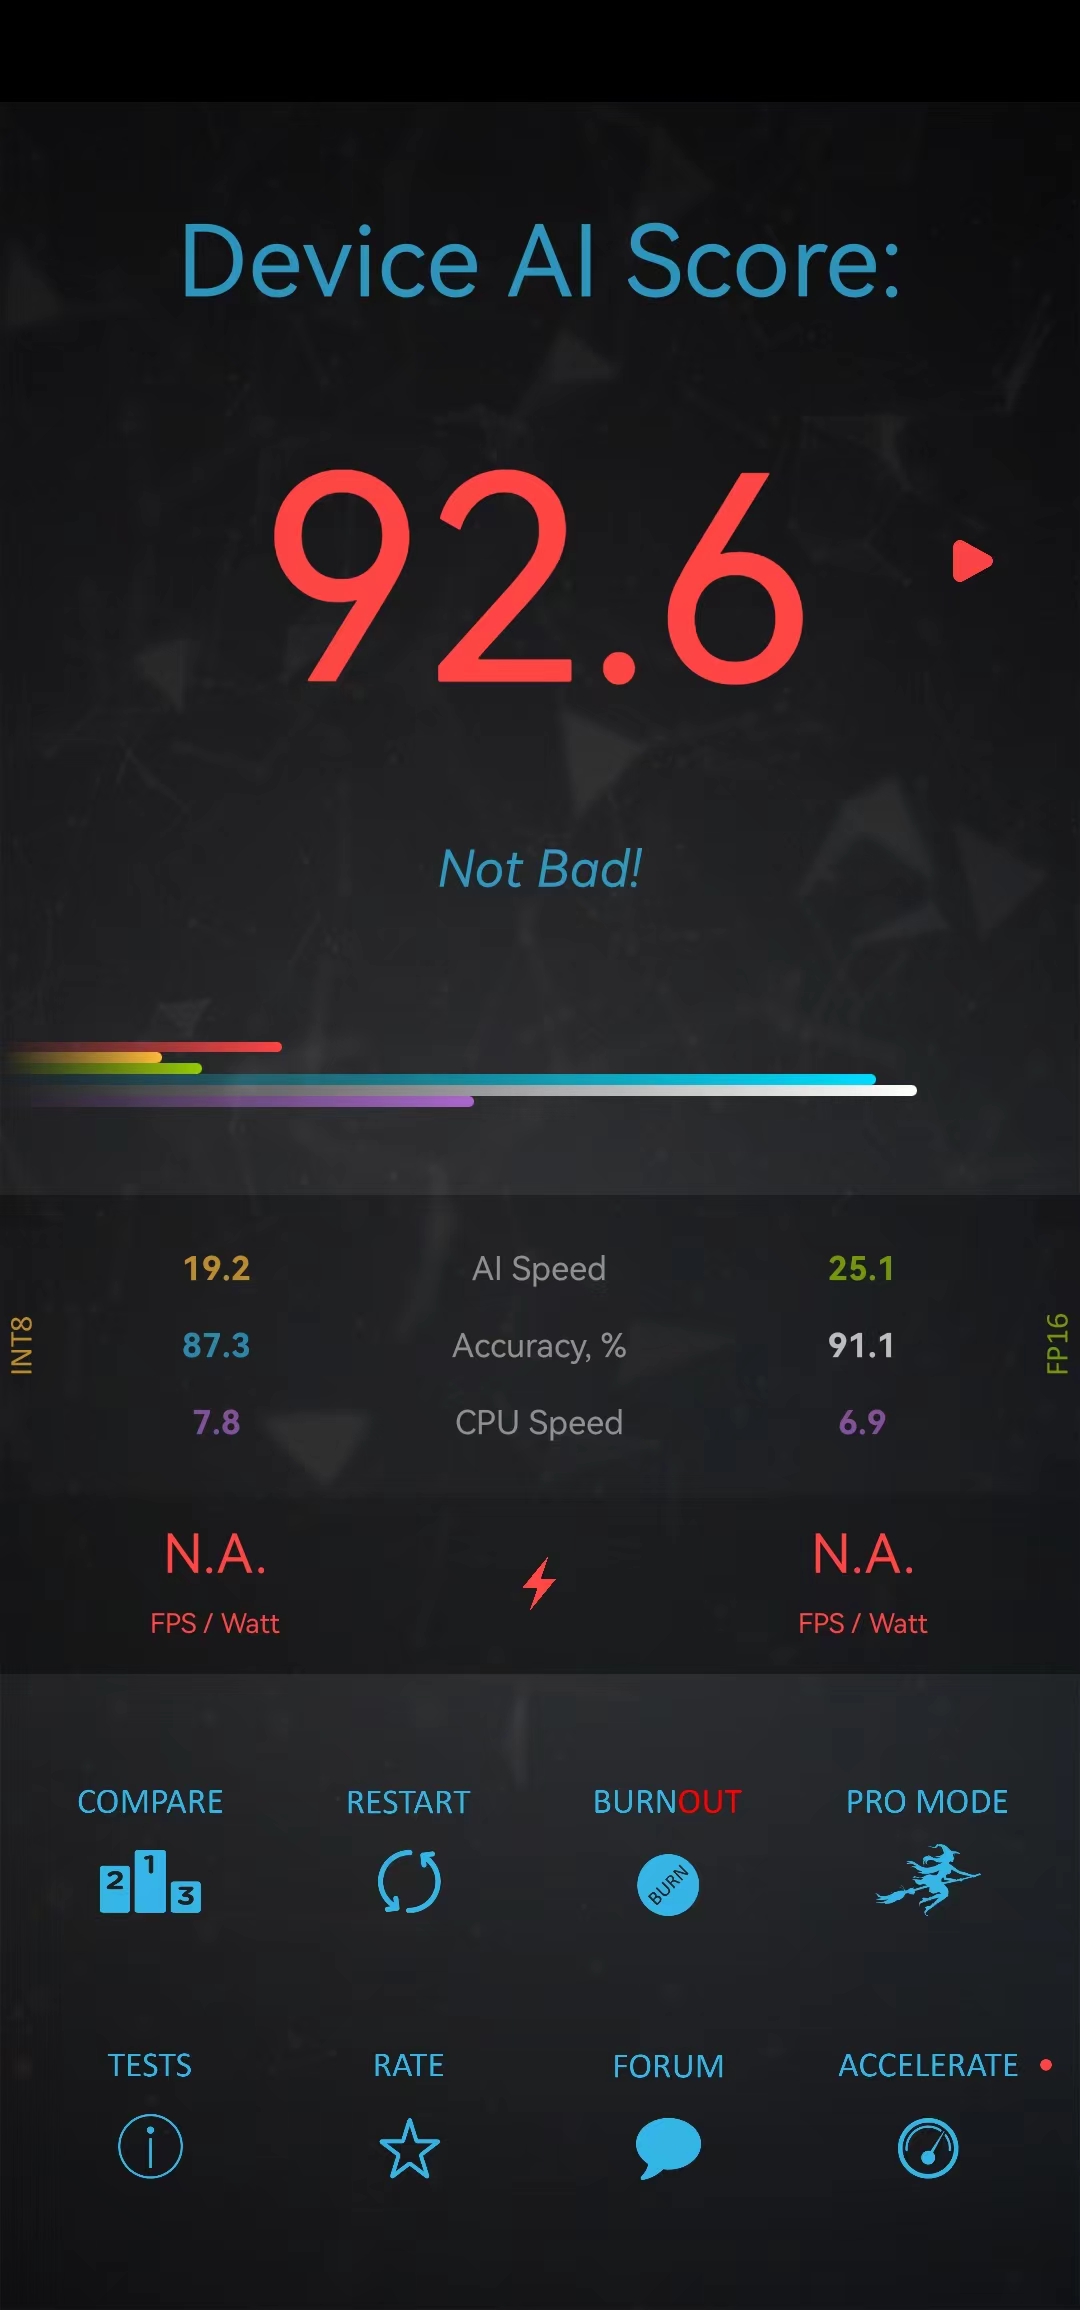 Device AI Score:
92.6
Not Bad!
19.2 AI Speed 25.1
INT8 87.3 Accuracy, % 91.1 FP16
7.8 CPU Speed 6.9
N.A. N.A.
FPS / Watt FPS / Watt
COMPARE RESTART BURNOUT PRO MODE
2 1 3 BURN
TESTS RATE FORUM ACCELERATE